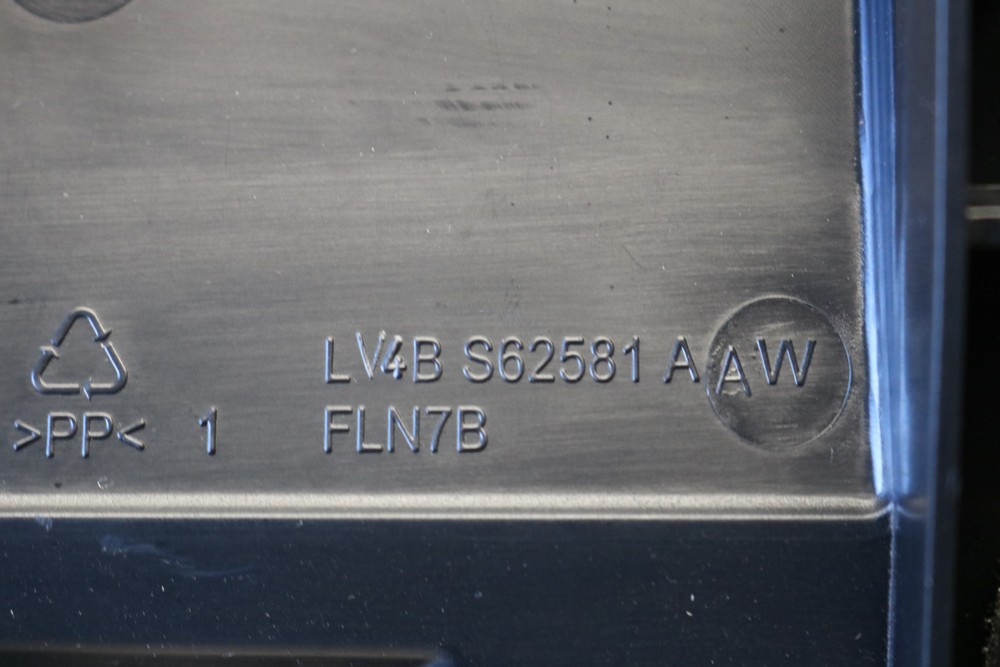 LV4B S62581 A AW
>PP< 1 FLN7B